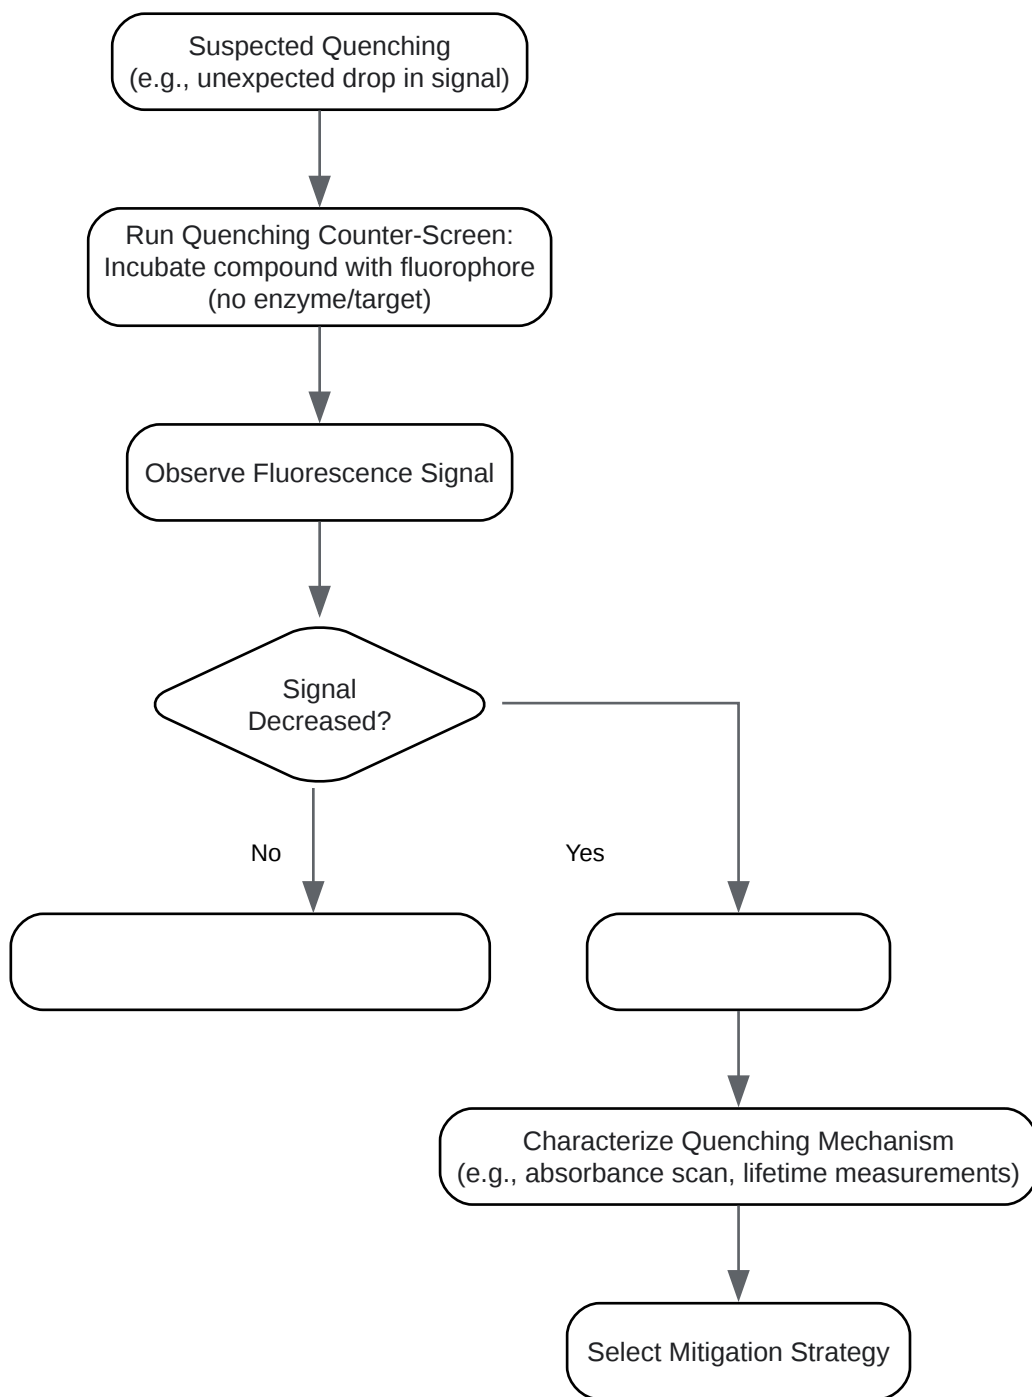 Suspected Quenching
(e.g., unexpected drop in signal)
Run Quenching Counter-Screen:
Incubate compound with fluorophore
(no enzyme/target)
Observe Fluorescence Signal
Signal
Decreased?
No
Yes
Characterize Quenching Mechanism
(e.g., absorbance scan, lifetime measurements)
Select Mitigation Strategy